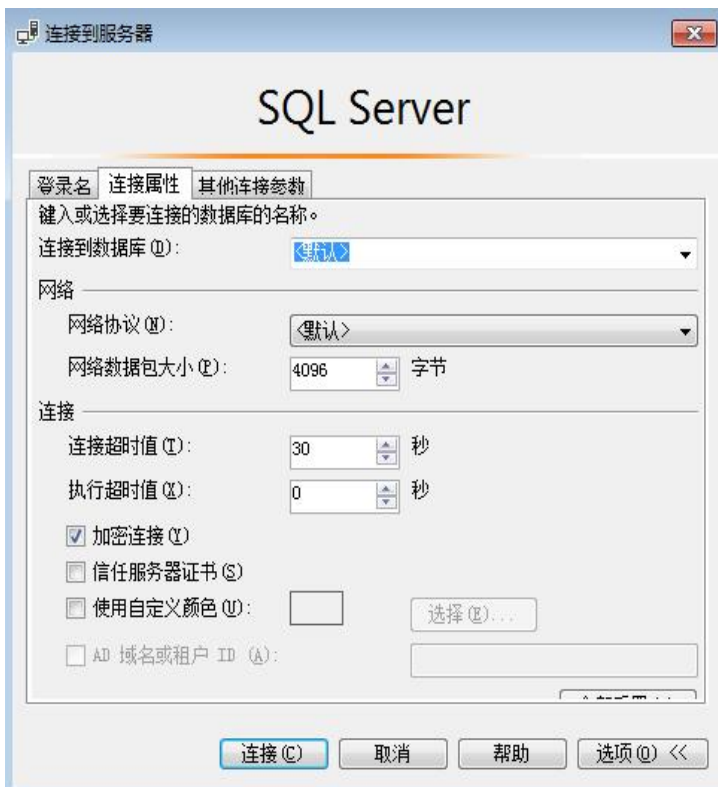 连接到服务器
SQL Server
登录名 连接属性 其他连接参数
键入或选择要连接的数据库的名称。
连接到数据库(D): <默认>
网络
网络协议(N): <默认>
网络数据包大小(P): 4096 字节
连接
连接超时值(T): 30 秒
执行超时值(X): 0 秒
加密连接(Y)
信任服务器证书(S)
使用自定义颜色(U): 选择(E)...
AD 域名或租户 ID (A):
连接(C) 取消 帮助 选项(O) <<